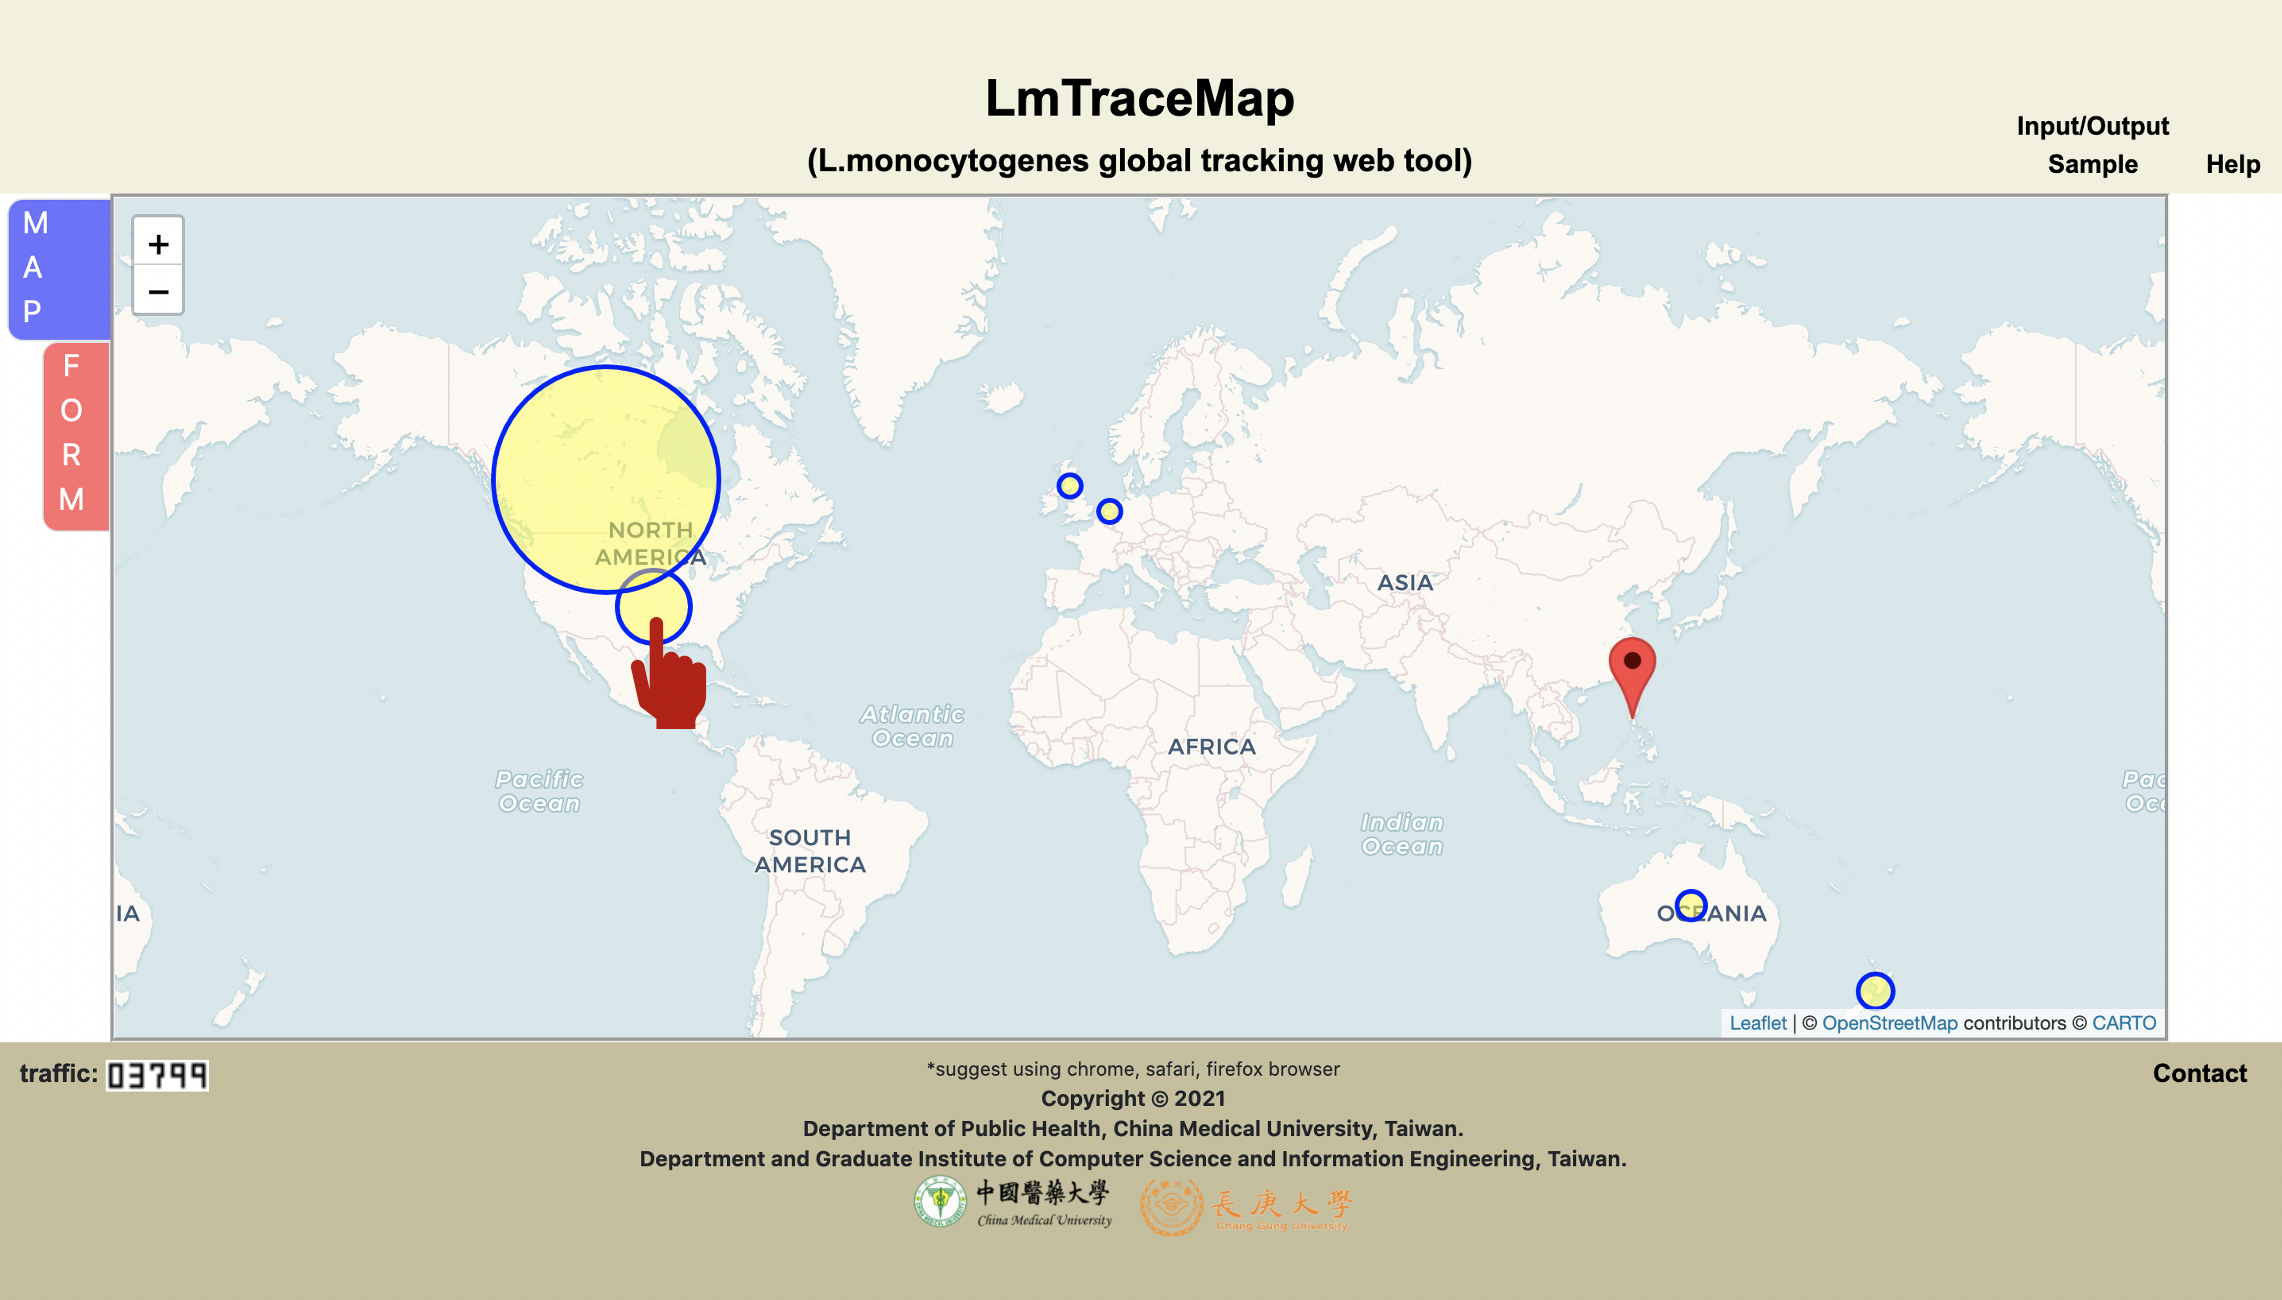 LmTraceMap
(L.monocytogenes global tracking web tool)
Input/Output
Sample
Help
M
A
P
F
O
R
M
+
−
NORTH
AMERICA
ASIA
Atlantic
Ocean
AFRICA
Pacific
Ocean
Pac
Oce
SOUTH
AMERICA
Indian
Ocean
IA
OCEANIA
Leaflet | © OpenStreetMap contributors © CARTO
traffic: 03799
*suggest using chrome, safari, firefox browser
Contact
Copyright © 2021
Department of Public Health, China Medical University, Taiwan.
Department and Graduate Institute of Computer Science and Information Engineering, Taiwan.
中國醫藥大學
China Medical University
長庚大學
Chang Gung University